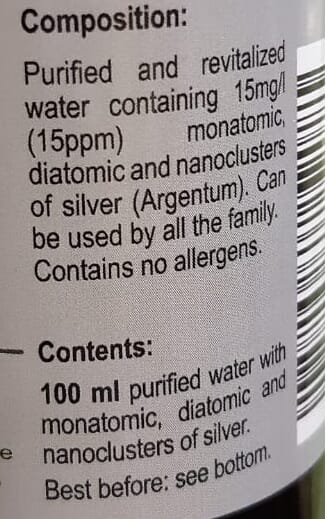 Composition:
Purified and revitalized
water containing 15mg/l
(15ppm) monatomic,
diatomic and nanoclusters
of silver (Argentum). Can
be used by all the family.
Contains no allergens.
Contents:
100 ml purified water with
monatomic, diatomic and
nanoclusters of silver.
e
Best before: see bottom.